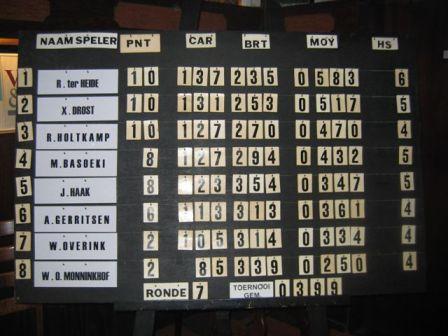 NAAM SPELER PNT CAR BRT MOY HS
1 R. ter HEIDE 10 137 235 0583 6
2 X. DROST 10 131 253 0517 5
3 R. HOLTKAMP 10 127 270 0470 4
4 M. BASOEKI 8 127 294 0432 5
5 J. HAAK 8 123 354 0347 5
6 A. GERRITSEN 6 113 313 0361 4
7 W. OVERINK 2 105 314 0334 4
8 W. O. MONNINKHOF 2 85 339 0250 4
RONDE 7 TOERNOOI GEM. 0399